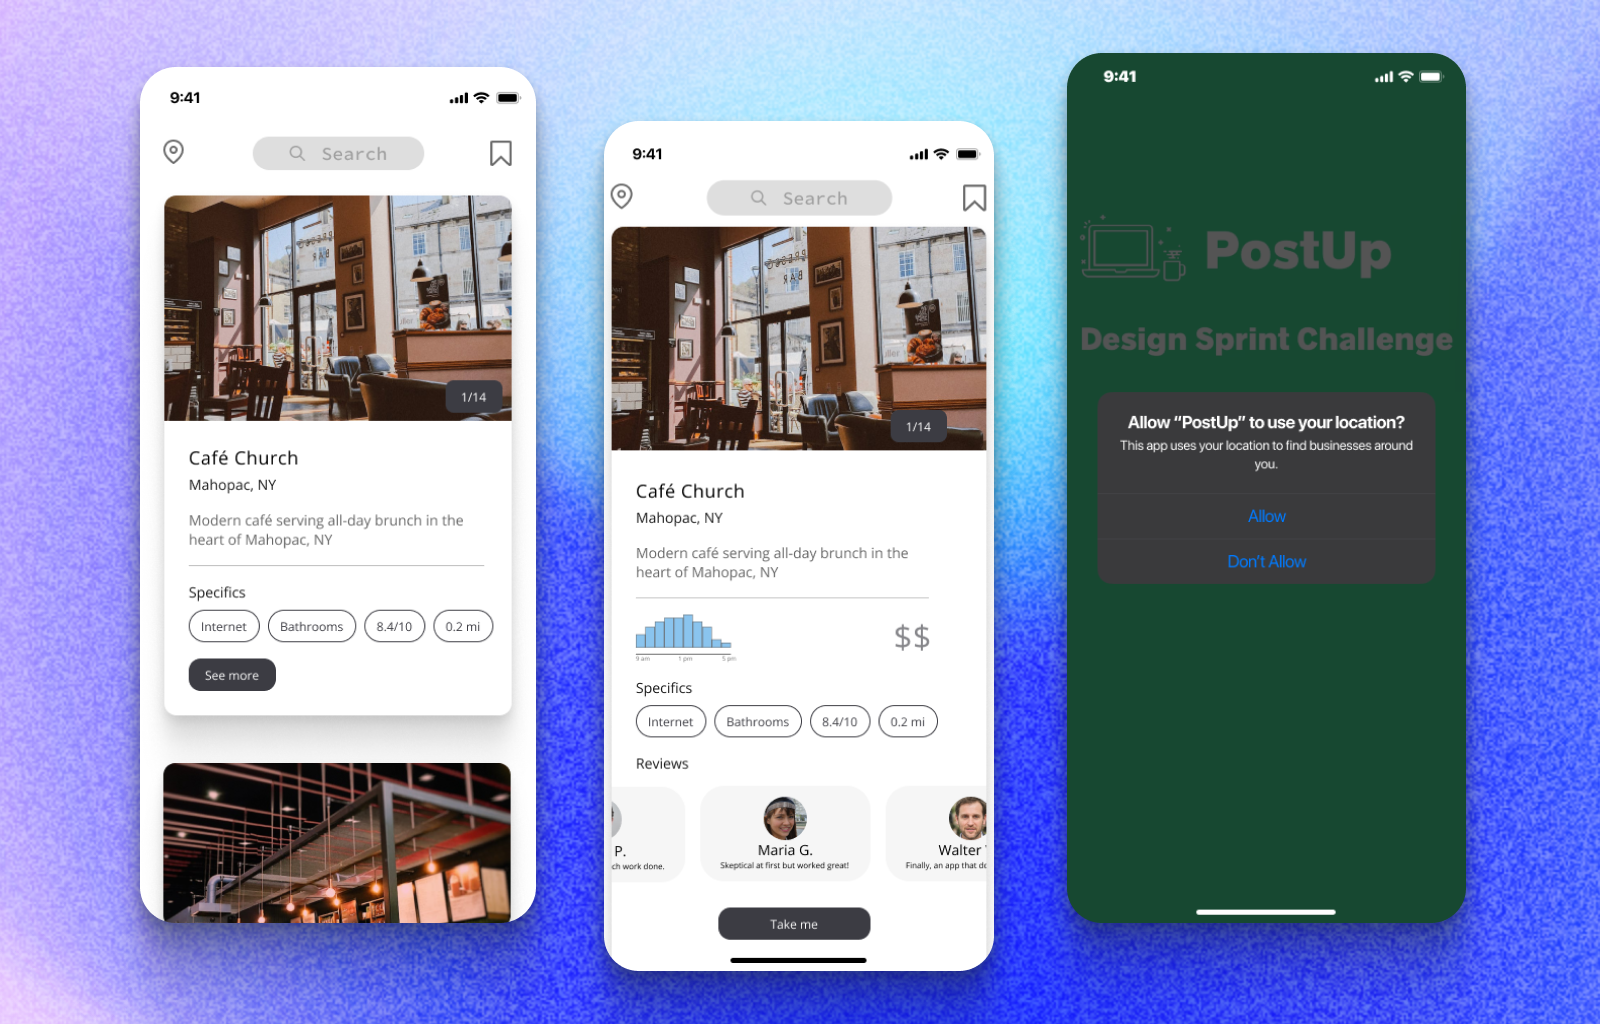 9:41
Search
1/14
Café Church
Mahopac, NY
Modern café serving all-day brunch in the
heart of Mahopac, NY
Specifics
Internet
Bathrooms
8.4/10
0.2 mi
See more
9:41
Search
1/14
Café Church
Mahopac, NY
Modern café serving all-day brunch in the
heart of Mahopac, NY
9 am
1 pm
5 pm
$$
Specifics
Internet
Bathrooms
8.4/10
0.2 mi
Reviews
P.
ch work done.
Maria G.
Skeptical at first but worked great!
Walter
Finally, an app that do
Take me
9:41
PostUp
Design Sprint Challenge
Allow “PostUp” to use your location?
This app uses your location to find businesses around
you.
Allow
Don’t Allow